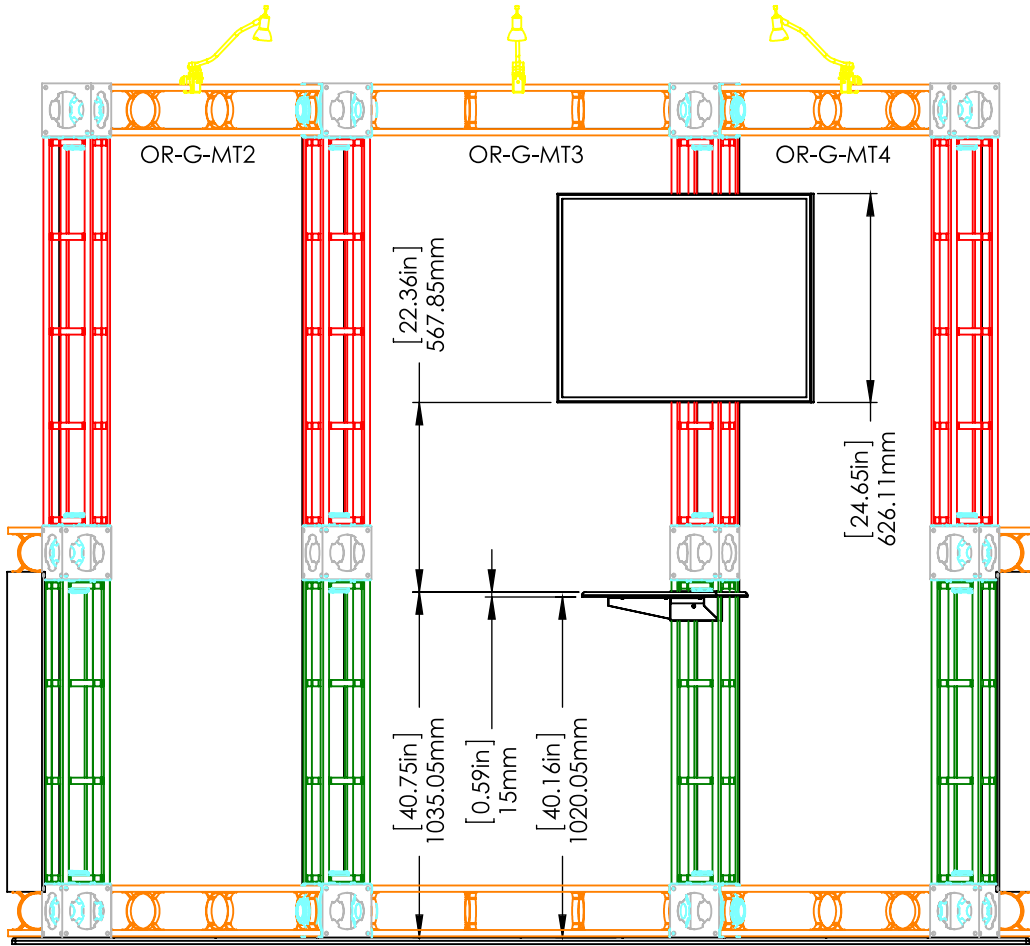 OR-G-MT2
OR-G-MT3
OR-G-MT4
[22.36in]
567.85mm
[24.65in]
626.11mm
[40.75in]
1035.05mm
[0.59in]
15mm
[40.16in]
1020.05mm